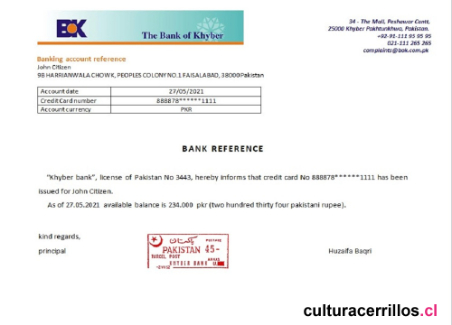 BOK
The Bank of Khyber
34 - The Mall, Peshawar Cantt.
25000 Khyber Pakhtunkhwa, Pakistan.
+92-91-111 95 95 95
021-111 265 265
complaints@bok.com.pk
Banking account reference
John Citizen
98 HARRIANWALA CHOWK, PEOPLES COLONY NO.1 FAISALABAD, 38000Pakistan
Account date 27/05/2021
Credit Card number 888878******1111
Account currency PKR
BANK REFERENCE
"Khyber bank", license of Pakistan No 3443, hereby informs that credit card No 888878******1111 has been
issued for John Citizen.
As of 27.05.2021 available balance is 234.000 pkr (two hundred thirty four pakistani rupee).
kind regards,
principal
پاکستان
PAKISTAN 45-
KHYBER BANK
Huzaifa Baqri
culturacerrillos.cl